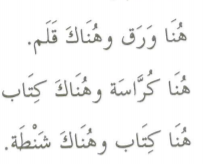 هُنَا وَرَق وهُنَاكَ قَلَم.
هُنَا كُرَّاسَة وهُنَاكَ كِتَاب
هُنَا كِتَاب وهُنَاكَ شَنْطَة.